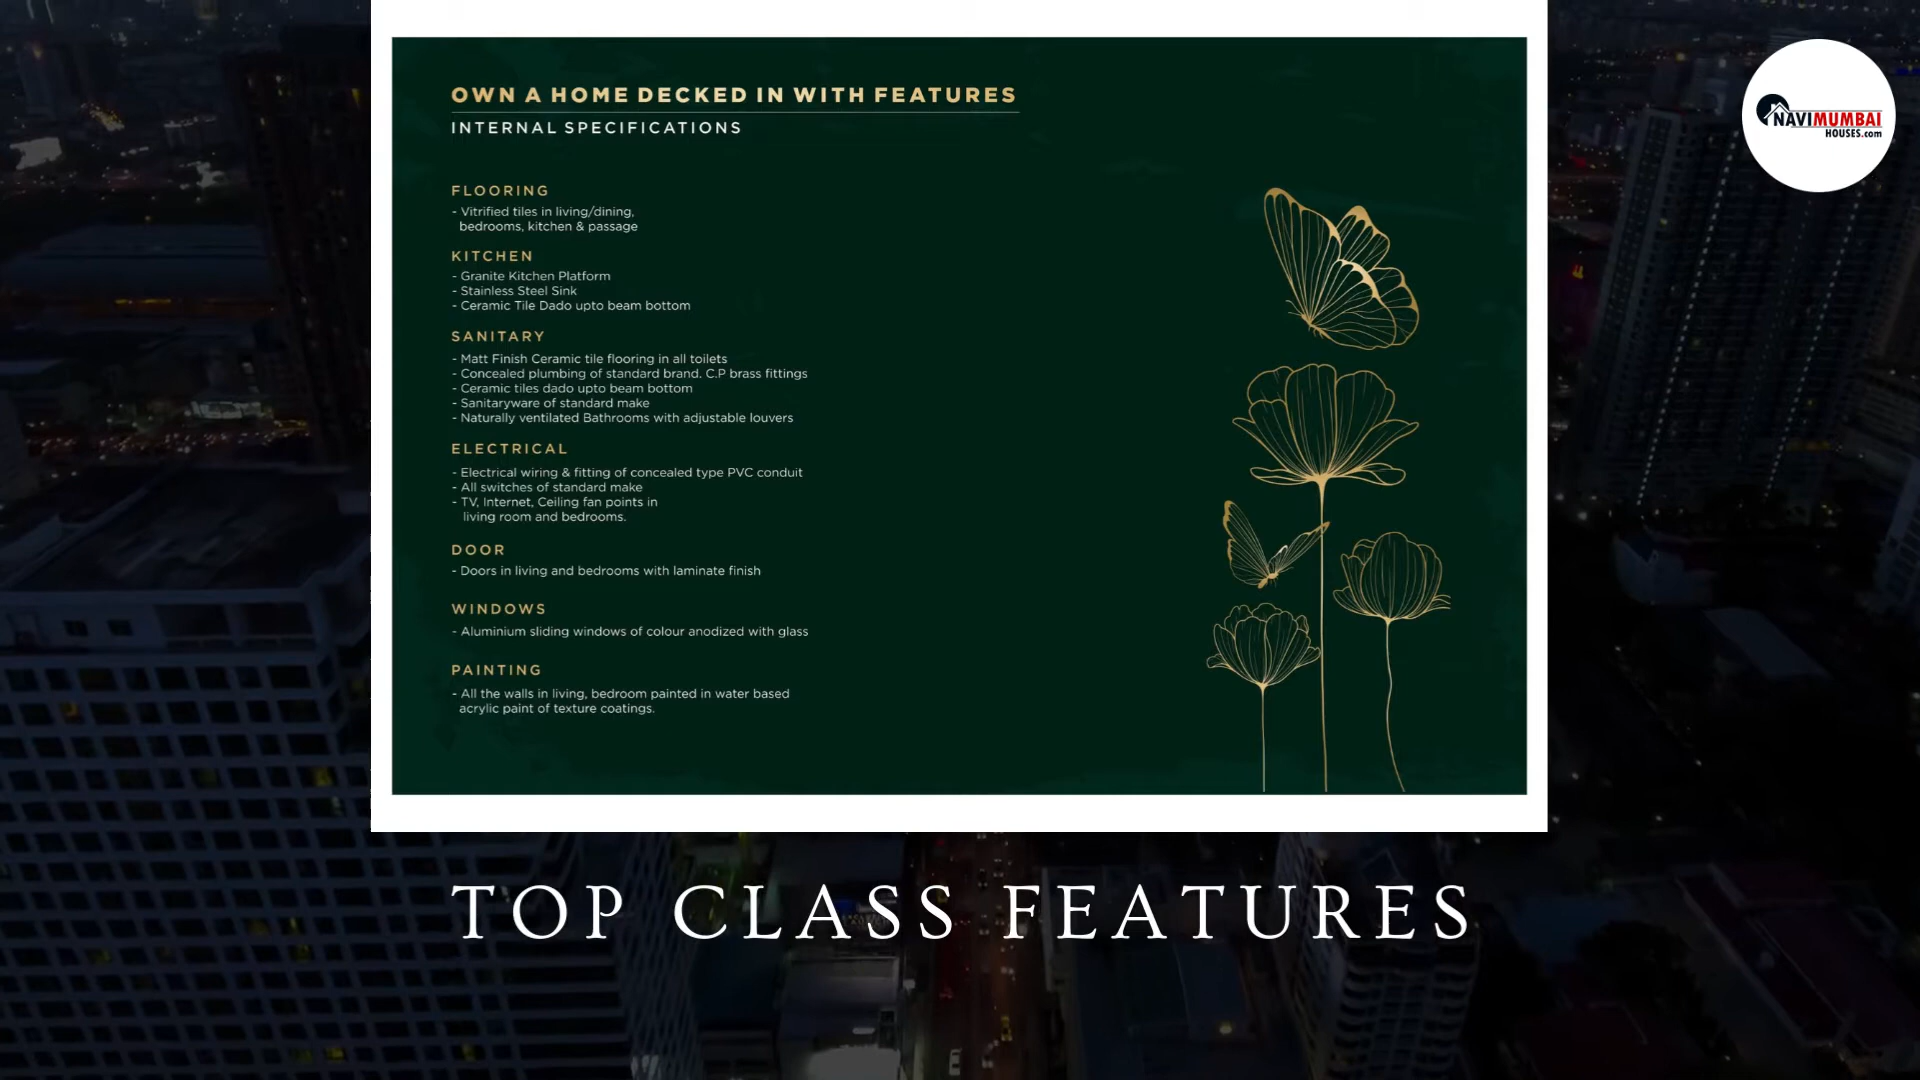 OWN A HOME DECKED IN WITH FEATURES
INTERNAL SPECIFICATIONS
FLOORING
- Vitrified tiles in living/dining,
bedrooms, kitchen & passage
KITCHEN
- Granite Kitchen Platform
- Stainless Steel Sink
- Ceramic Tile Dado upto beam bottom
SANITARY
- Matt Finish Ceramic tile flooring in all toilets
- Concealed plumbing of standard brand. C.P brass fittings
- Ceramic tiles dado upto beam bottom
- Sanitaryware of standard make
- Naturally ventilated Bathrooms with adjustable louvers
ELECTRICAL
- Electrical wiring & fitting of concealed type PVC conduit
- All switches of standard make
- TV, Internet, Ceiling fan points in
living room and bedrooms.
DOOR
- Doors in living and bedrooms with laminate finish
WINDOWS
- Aluminium sliding windows of colour anodized with glass
PAINTING
- All the walls in living, bedroom painted in water based
acrylic paint of texture coatings.
NAVIMUMBAI
HOUSES.com
TOP CLASS FEATURES